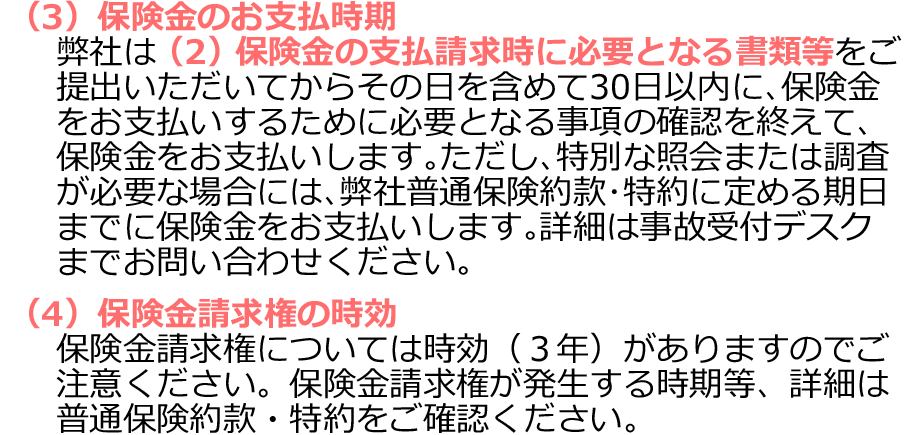 （3）保険金のお支払時期
弊社は（2）保険金の支払請求時に必要となる書類等をご
提出いただいてからその日を含めて30日以内に、保険金
をお支払いするために必要となる事項の確認を終えて、
保険金をお支払いします。ただし、特別な照会または調査
が必要な場合には、弊社普通保険約款・特約に定める期日
までに保険金をお支払いします。詳細は事故受付デスク
までお問い合わせください。
（4）保険金請求権の時効
保険金請求権については時効（３年）がありますのでご
注意ください。保険金請求権が発生する時期等、詳細は
普通保険約款・特約をご確認ください。